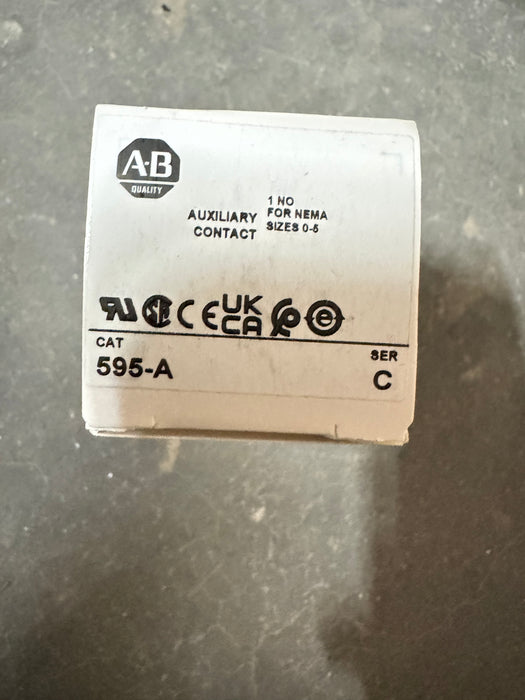 A·B
QUALITY
AUXILIARY
CONTACT
1 NO
FOR NEMA
SIZES 0-5
CE UK
CA
CAT
595-A
SER
C